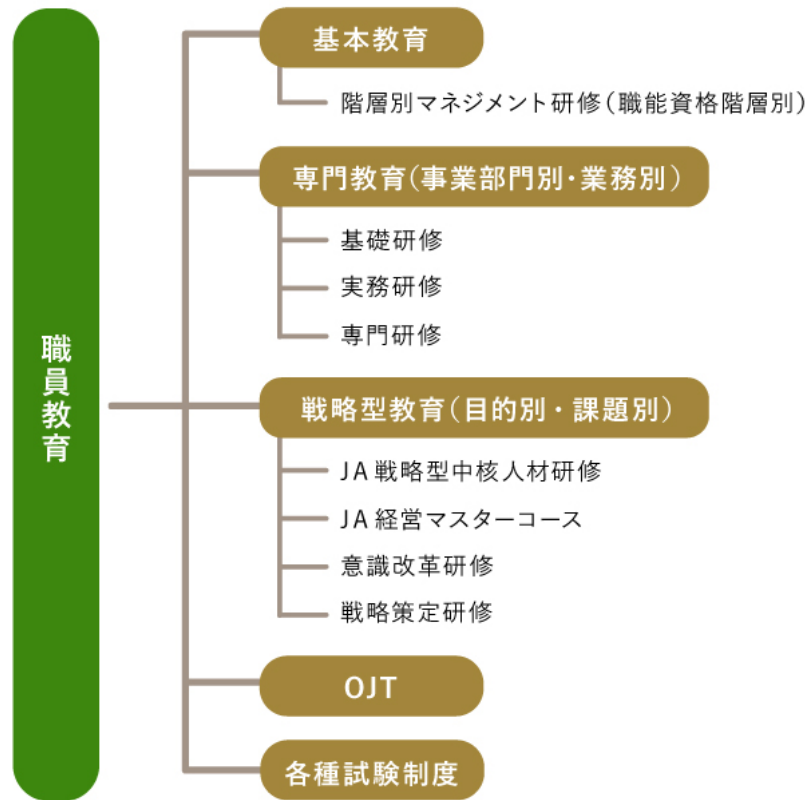 職員教育
基本教育
階層別マネジメント研修(職能資格階層別)
専門教育(事業部門別・業務別)
基礎研修
実務研修
専門研修
戦略型教育(目的別・課題別)
JA戦略型中核人材研修
JA経営マスターコース
意識改革研修
戦略策定研修
OJT
各種試験制度